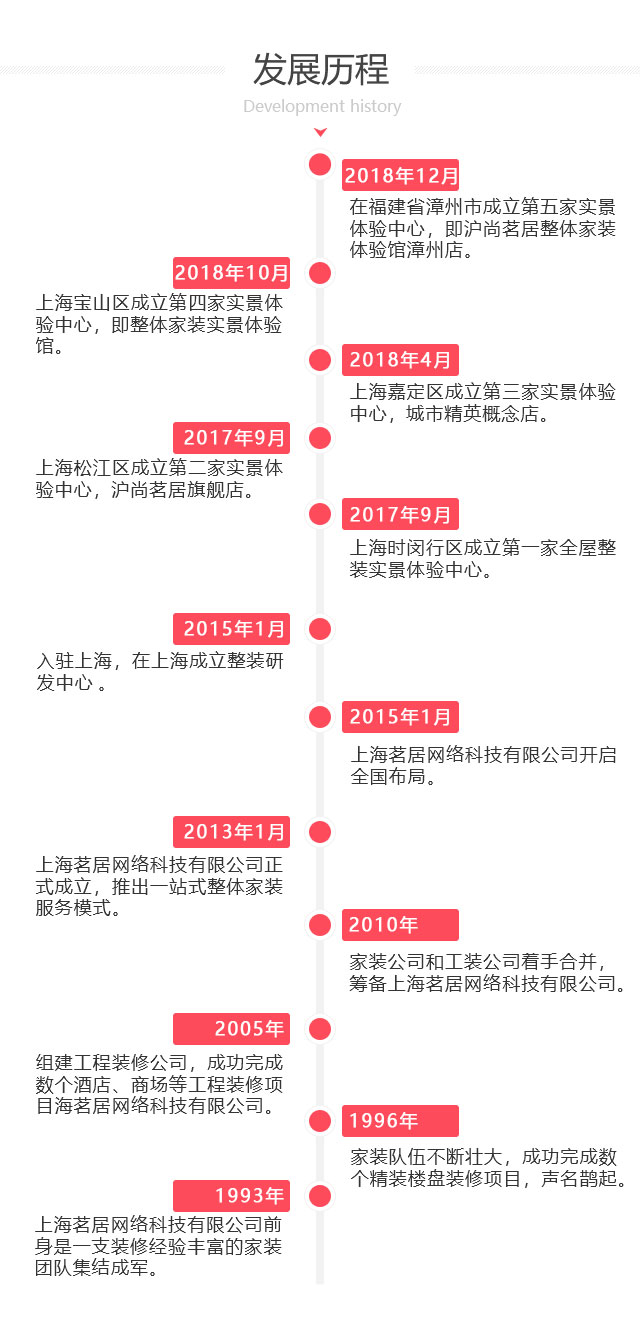 发展历程
Development history
2018年12月
在福建省漳州市成立第五家实景
体验中心，即沪尚茗居整体家装
体验馆漳州店。
2018年10月
上海宝山区成立第四家实景体
验中心，即整体家装实景体验
馆。
2018年4月
上海嘉定区成立第三家实景体验
中心，城市精英概念店。
2017年9月
上海松江区成立第二家实景体
验中心，沪尚茗居旗舰店。
2017年9月
上海时闵行区成立第一家全屋整
装实景体验中心。
2015年1月
入驻上海，在上海成立整装研
发中心 。
2015年1月
上海茗居网络科技有限公司开启
全国布局。
2013年1月
上海茗居网络科技有限公司正
式成立，推出一站式整体家装
服务模式。
2010年
家装公司和工装公司着手合并，
筹备上海茗居网络科技有限公司。
2005年
组建工程装修公司，成功完成
数个酒店、商场等工程装修项
目海茗居网络科技有限公司。
1996年
家装队伍不断壮大，成功完成数
个精装楼盘装修项目，声名鹊起。
1993年
上海茗居网络科技有限公司前
身是一支装修经验丰富的家装
团队集结成军。